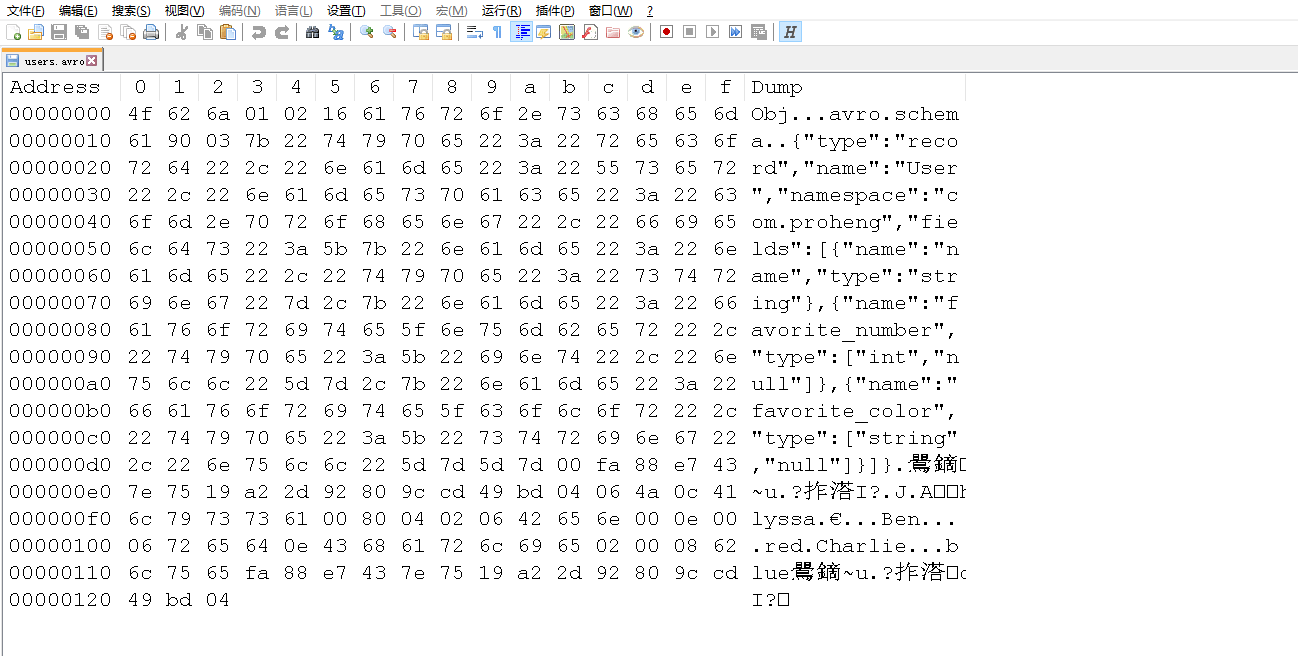 文件(F) 编辑(E) 搜索(S) 视图(V) 编码(N) 语言(L) 设置(T) 工具(O) 宏(M) 运行(R) 插件(P) 窗口(W) ?
H
users.avro
Address 0 1 2 3 4 5 6 7 8 9 a b c d e f Dump
00000000 4f 62 6a 01 02 16 61 76 72 6f 2e 73 63 68 65 6d Obj...avro.schem
00000010 61 90 03 7b 22 74 79 70 65 22 3a 22 72 65 63 6f a..{"type":"reco
00000020 72 64 22 2c 22 6e 61 6d 65 22 3a 22 55 73 65 72 rd","name":"User
00000030 22 2c 22 6e 61 6d 65 73 70 61 63 65 22 3a 22 63 ","namespace":"c
00000040 6f 6d 2e 70 72 6f 68 65 6e 67 22 2c 22 66 69 65 om.proheng","fie
00000050 6c 64 73 22 3a 5b 7b 22 6e 61 6d 65 22 3a 22 6e lds":[{"name":"n
00000060 61 6d 65 22 2c 22 74 79 70 65 22 3a 22 73 74 72 ame","type":"str
00000070 69 6e 67 22 7d 2c 7b 22 6e 61 6d 65 22 3a 22 66 ing"},{"name":"f
00000080 61 76 6f 72 69 74 65 5f 6e 75 6d 62 65 72 22 2c avorite_number",
00000090 22 74 79 70 65 22 3a 5b 22 69 6e 74 22 2c 22 6e "type":["int","n
000000a0 75 6c 6c 22 5d 7d 2c 7b 22 6e 61 6d 65 22 3a 22 ull"]},{"name":"
000000b0 66 61 76 6f 72 69 74 65 5f 63 6f 6c 6f 72 22 2c favorite_color",
000000c0 22 74 79 70 65 22 3a 5b 22 73 74 72 69 6e 67 22 "type":["string"
000000d0 2c 22 6e 75 6c 6c 22 5d 7d 5d 7d 00 fa 88 e7 43 ,"null"]}]}.
000000e0 7e 75 19 a2 2d 92 80 9c cd 49 bd 04 06 4a 0c 41 ~u.?拃滘I?.J.A
000000f0 6c 79 73 73 61 00 80 04 02 06 42 65 6e 00 0e 00 lyssa.€...Ben...
00000100 06 72 65 64 0e 43 68 61 72 6c 69 65 02 00 08 62 .red.Charlie...b
00000110 6c 75 65 fa 88 e7 43 7e 75 19 a2 2d 92 80 9c cd lue ~u.?拃滘
00000120 49 bd 04 I?